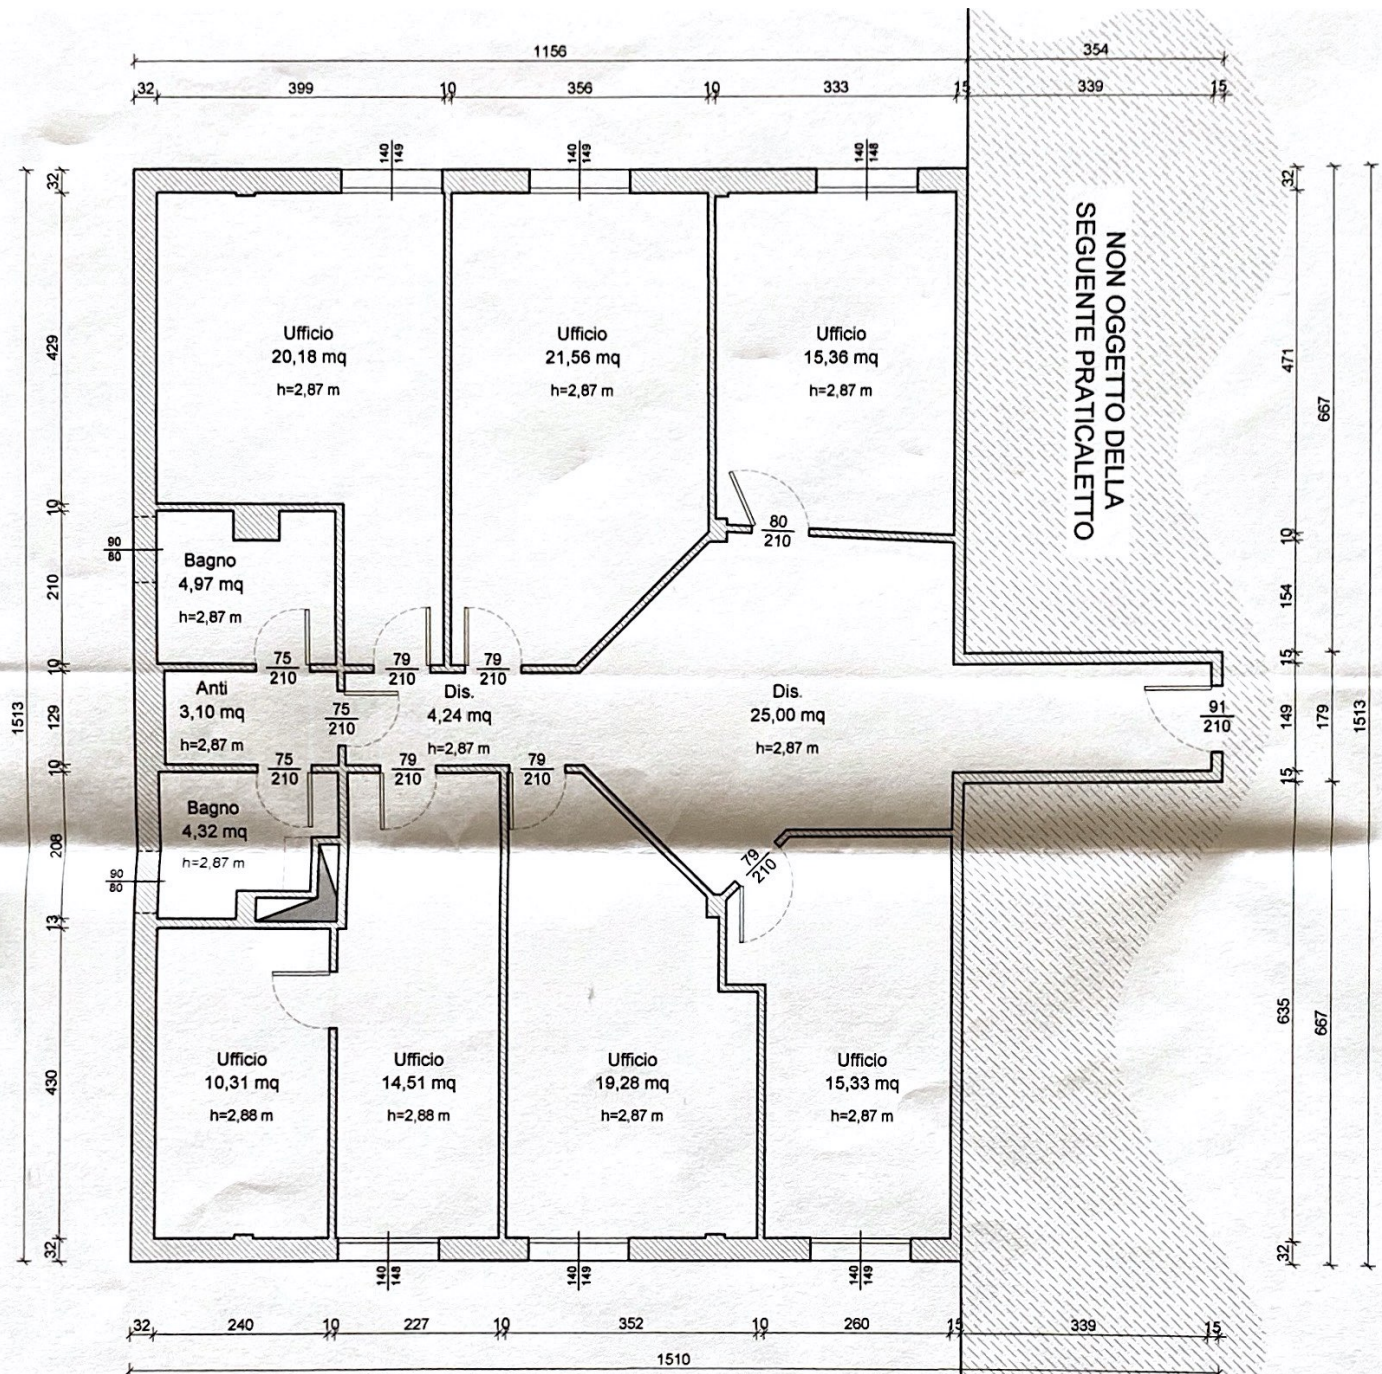 1156
354
32
399
10
356
10
333
15
339
15
140
149
140
149
140
148
32
429
10
210
10
129
10
208
13
430
32
1513
NON OGGETTO DELLA
SEGUENTE PRATICALETTO
32
471
10
154
15
149
15
635
32
667
179
667
1513
Ufficio
20,18 mq
h=2,87 m
Ufficio
21,56 mq
h=2,87 m
Ufficio
15,36 mq
h=2,87 m
80
210
90
80
Bagno
4,97 mq
h=2,87 m
75
210
79
210
79
210
Anti
3,10 mq
h=2,87 m
75
210
Dis.
4,24 mq
h=2,87 m
Dis.
25,00 mq
h=2,87 m
91
210
75
210
79
210
79
210
Bagno
4,32 mq
h=2,87 m
90
80
79
210
Ufficio
10,31 mq
h=2,88 m
Ufficio
14,51 mq
h=2,88 m
Ufficio
19,28 mq
h=2,87 m
Ufficio
15,33 mq
h=2,87 m
140
148
140
149
140
149
32
240
10
227
10
352
10
260
15
339
15
1510